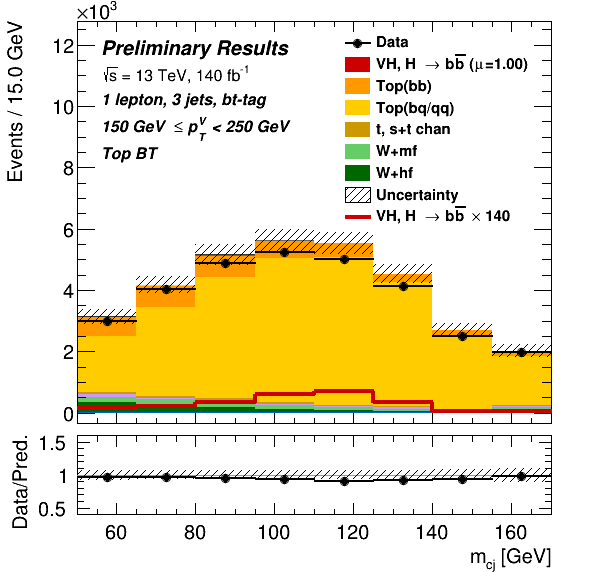 ×10³
Events / 15.0 GeV
12
10
8
6
4
2
0
Preliminary Results
√s = 13 TeV, 140 fb⁻¹
1 lepton, 3 jets, bt-tag
150 GeV ≤ p_T^V < 250 GeV
Top BT
Data
VH, H → bb̅ (μ=1.00)
Top(bb)
Top(bq/qq)
t, s+t chan
W+mf
W+hf
Uncertainty
VH, H → bb̅ × 140
Data/Pred.
1.5
1
0.5
60 80 100 120 140 160
m_cj [GeV]